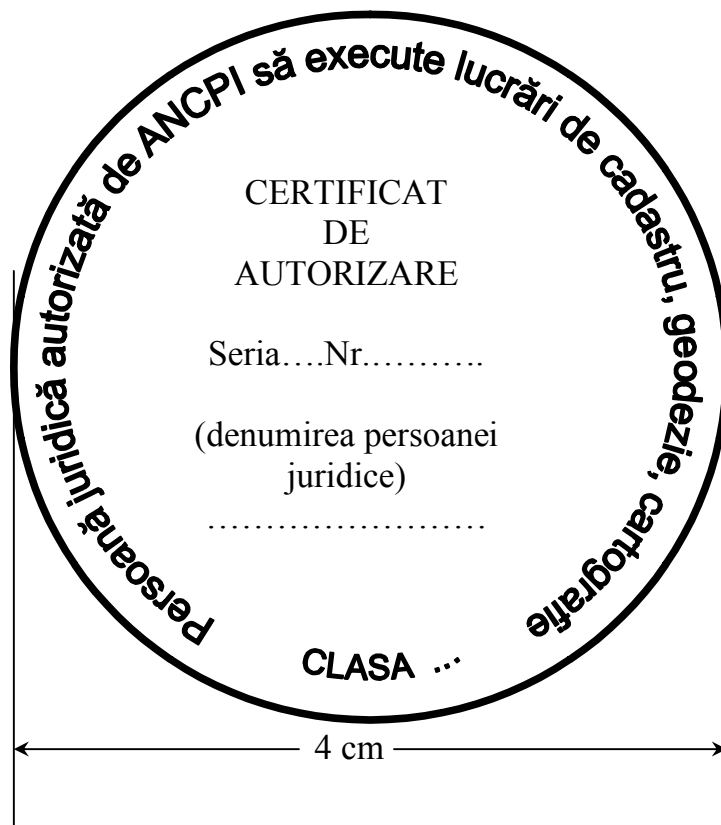 Persoană juridică autorizată de ANCPI să execute lucrări de cadastru, geodezie, cartografie
CERTIFICAT
DE
AUTORIZARE
Seria....Nr...........
(denumirea persoanei
juridice)
........................
CLASA ...
4 cm